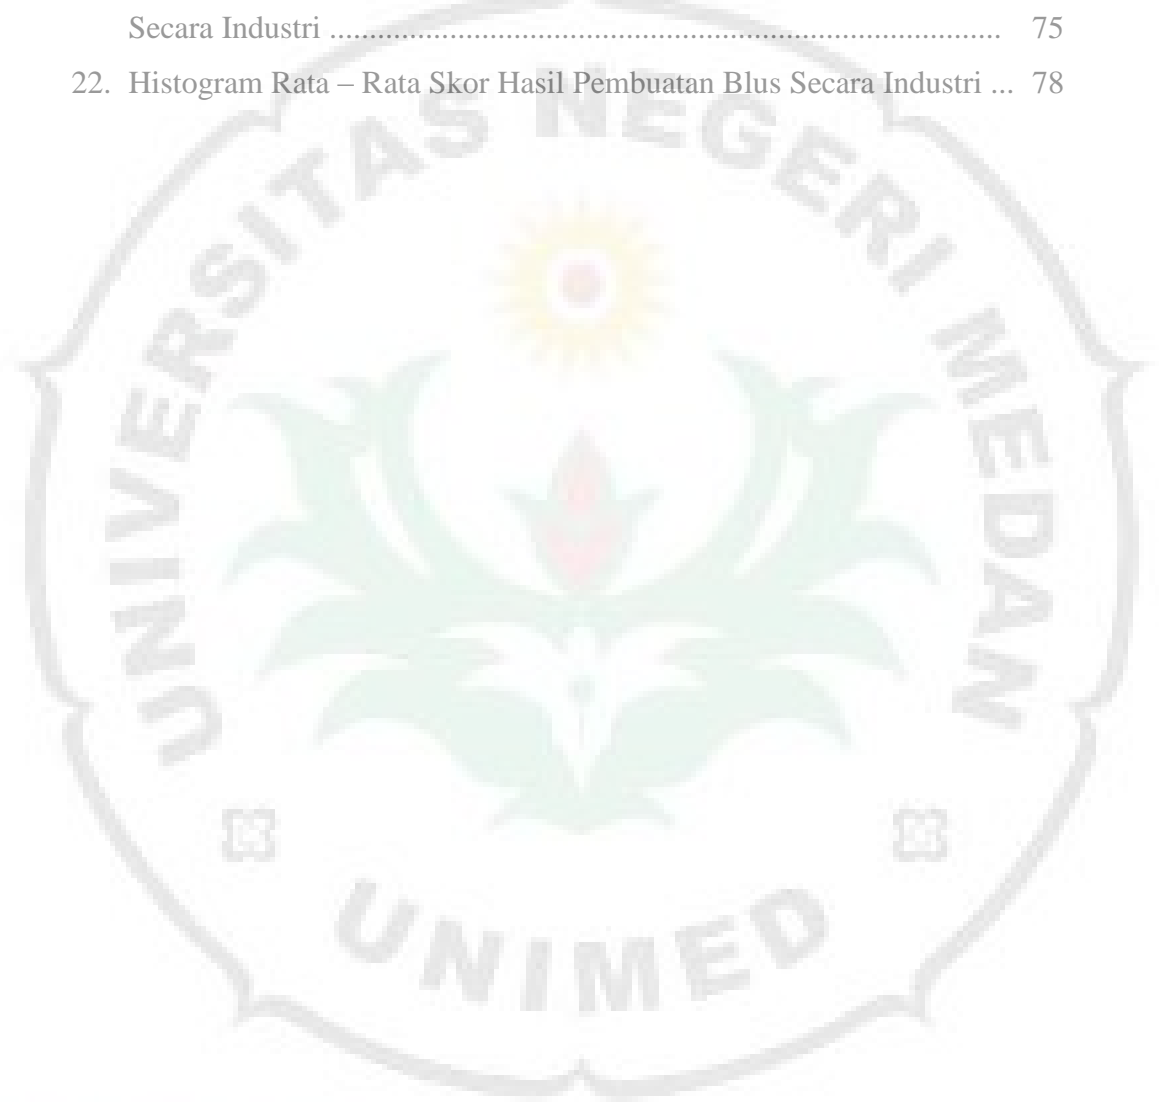 Secara Industri ....................................................................... 75
22. Histogram Rata – Rata Skor Hasil Pembuatan Blus Secara Industri ... 78
UNIVERSITAS NEGERI MEDAN
UNIMED